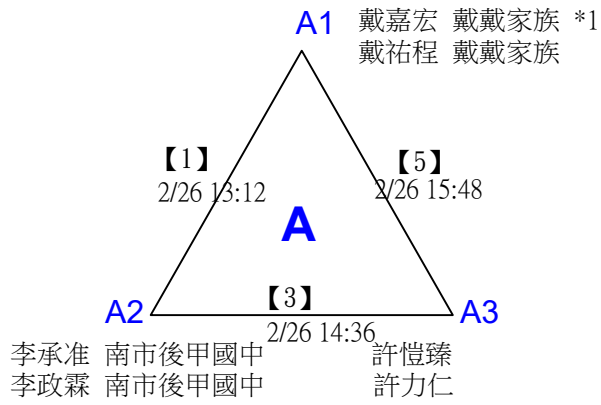 A1 戴嘉宏 戴戴家族 *1
戴祐程 戴戴家族
【1】
2/26 13:12
【5】
2/26 15:48
A
【3】
2/26 14:36
A2
A3
李承准 南市後甲國中
許愷臻
李政霖 南市後甲國中
許力仁